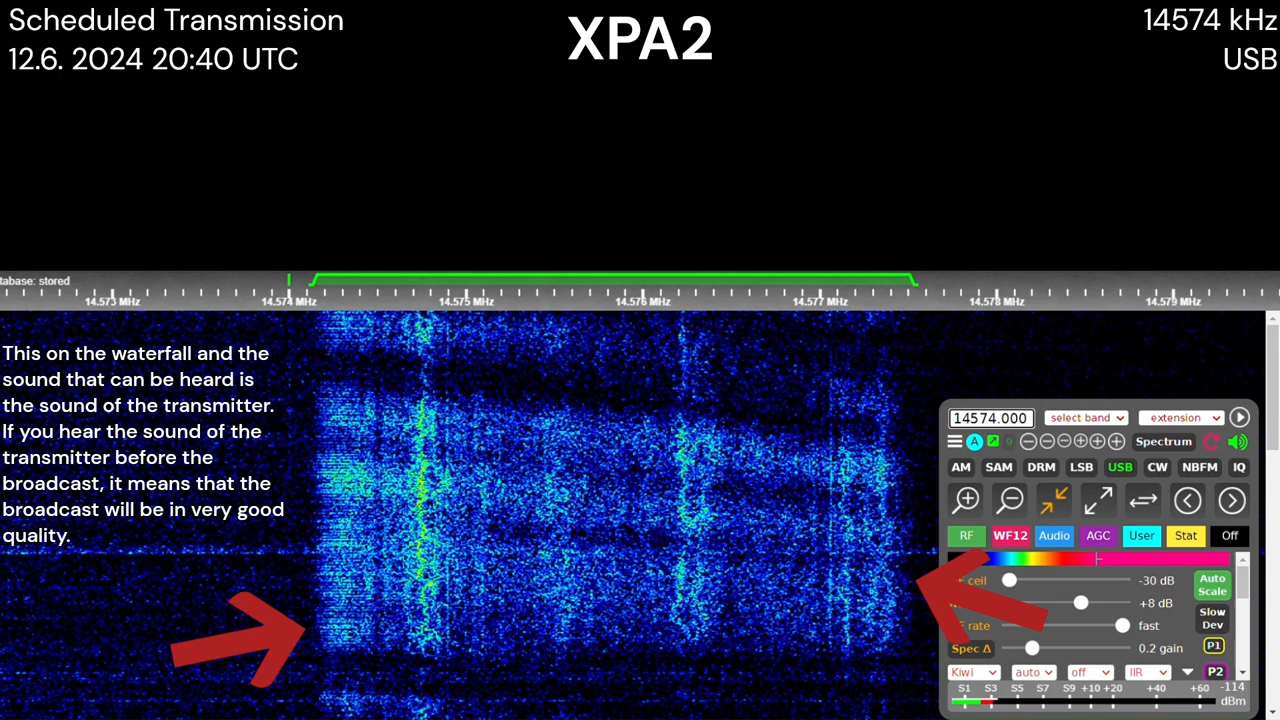 Scheduled Transmission
12.6. 2024 20:40 UTC
XPA2
14574 kHz
USB
tabase: stored
14.573 MHz 14.574 MHz 14.575 MHz 14.576 MHz 14.577 MHz 14.578 MHz 14.579 MHz
This on the waterfall and the
sound that can be heard is
the sound of the transmitter.
If you hear the sound of the
transmitter before the
broadcast, it means that the
broadcast will be in very good
quality.
14574.000 select band extension
A Spectrum
AM SAM DRM LSB USB CW NBFM IQ
RF WF12 Audio AGC User Stat Off
ceil -30 dB Auto Scale
+8 dB
rate fast Slow Dev
Spec Δ 0.2 gain P1
Kiwi auto off IIR P2
S1 S3 S5 S7 S9 +10 +20 +40 +60 -114
dBm